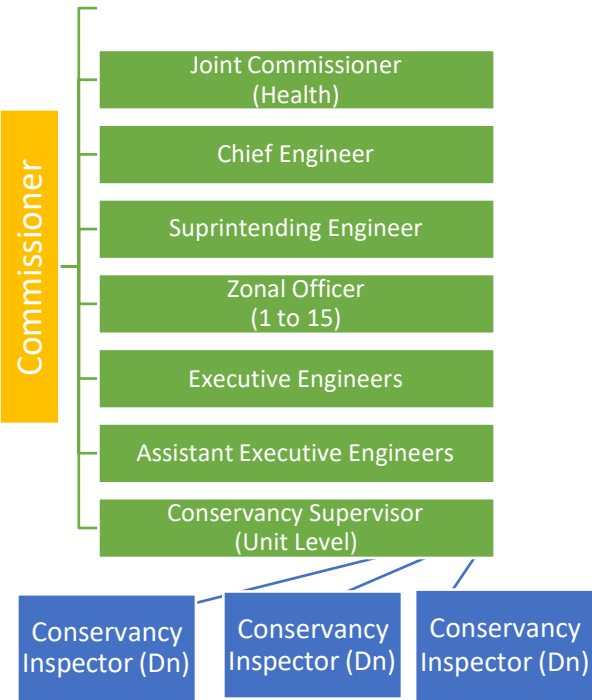 Commissioner
Joint Commissioner
(Health)
Chief Engineer
Suprintending Engineer
Zonal Officer
(1 to 15)
Executive Engineers
Assistant Executive Engineers
Conservancy Supervisor
(Unit Level)
Conservancy
Inspector (Dn)
Conservancy
Inspector (Dn)
Conservancy
Inspector (Dn)